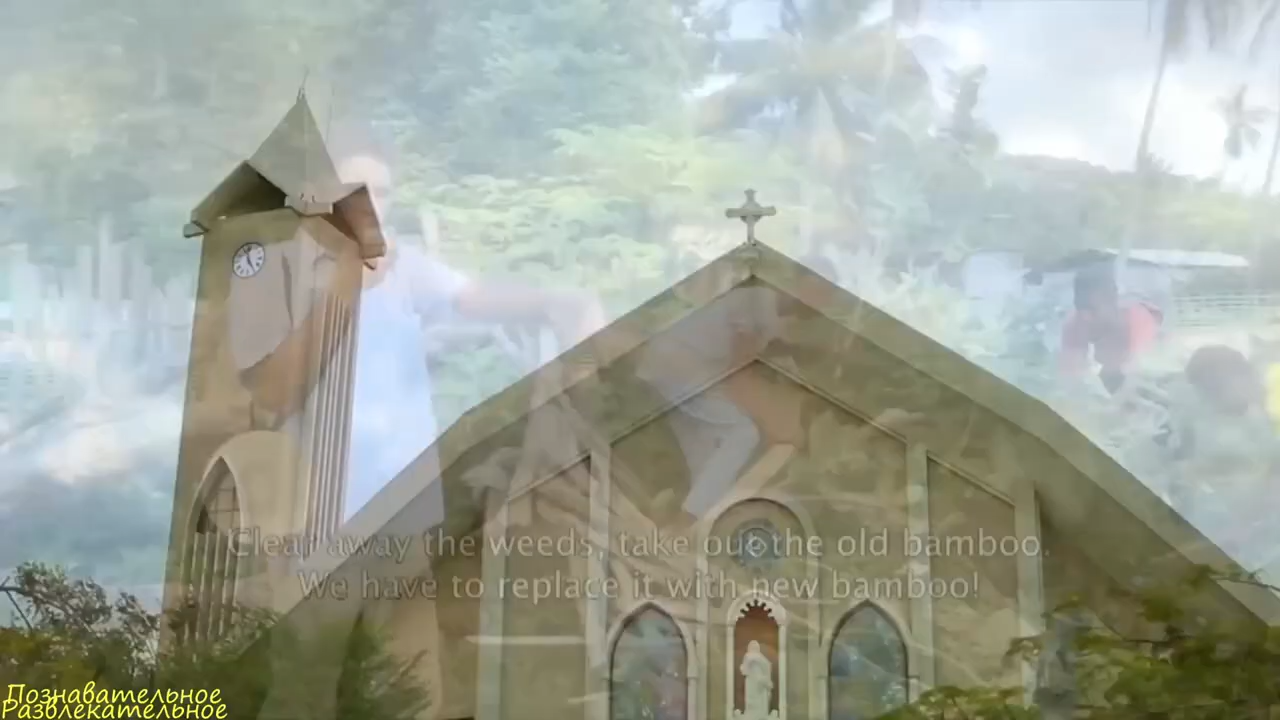 Clear away the weeds, take out the old bamboo.
We have to replace it with new bamboo!
Познавательное
Развлекательное